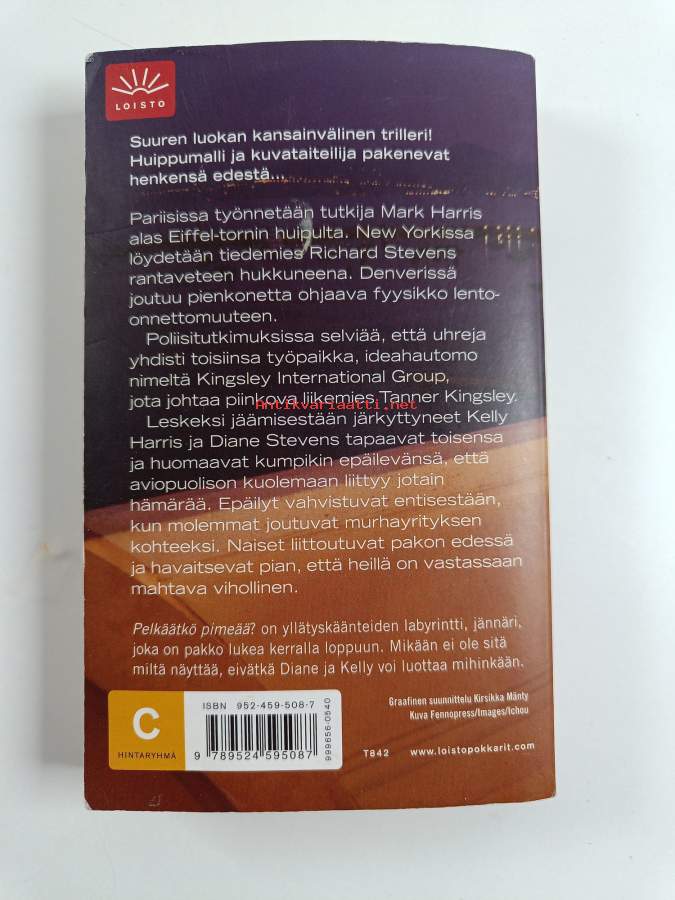 LOISTO
Suuren luokan kansainvälinen trilleri!
Huippumalli ja kuvataiteilija pakenevat
henkensä edestä...
Pariisissa työnnetään tutkija Mark Harris
alas Eiffel-tornin huipulta. New Yorkissa
löydetään tiedemies Richard Stevens
rantaveteen hukkuneena. Denverissä
joutuu pienkonetta ohjaava fyysikko lento-
onnettomuuteen.
Poliisitutkimuksissa selviää, että uhreja
yhdisti toisiinsa työpaikka, ideahautomo
nimeltä Kingsley International Group,
jota johtaa piinkova liikemies Tanner Kingsley.
Antikvariaatti.net
Leskeksi jäämisestään järkyttyneet Kelly
Harris ja Diane Stevens tapaavat toisensa
ja huomaavat kumpikin epäilevänsä, että
aviopuolison kuolemaan liittyy jotain
hämärää. Epäilyt vahvistuvat entisestään,
kun molemmat joutuvat murhayrityksen
kohteeksi. Naiset liittoutuvat pakon edessä
ja havaitsevat pian, että heillä on vastassaan
mahtava vihollinen.
Pelkäätkö pimeää? on yllätyskäänteiden labyrintti, jännäri,
joka on pakko lukea kerralla loppuun. Mikään ei ole sitä
miltä näyttää, eivätkä Diane ja Kelly voi luottaa mihinkään.
C
HINTARYHMÄ
ISBN 952-459-508-7
9 789524 595087
999656-0540
Graafinen suunnittelu Kirsikka Mänty
Kuva Fennopress/Images/Ichou
T842 www.loistopokkarit.com